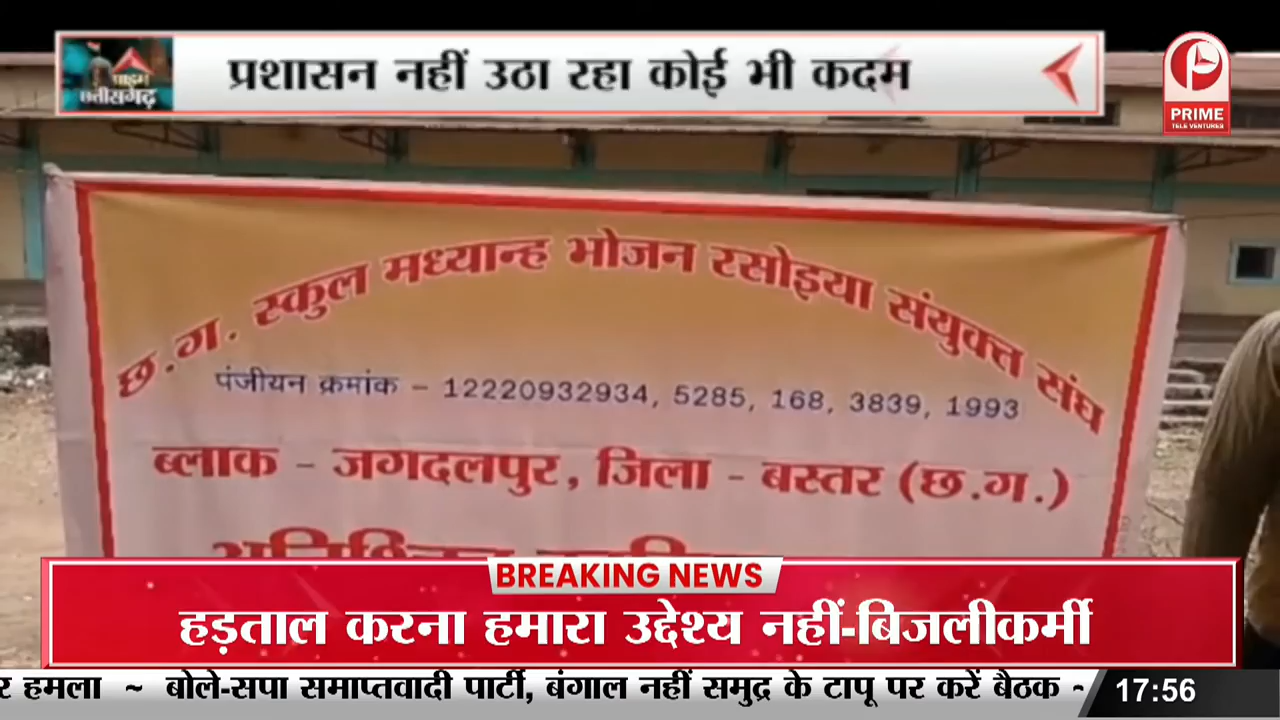 प्रशासन नहीं उठा रहा कोई भी कदम
प्राइम
छत्तीसगढ़
PRIME
TELE VENTURES
छ.ग. स्कुल मध्यान्ह भोजन रसोइया संयुक्त संघ
पंजीयन क्रमांक - 12220932934, 5285, 168, 3839, 1993
ब्लाक - जगदलपुर, जिला - बस्तर (छ.ग.)
BREAKING NEWS
हड़ताल करना हमारा उद्देश्य नहीं-बिजलीकर्मी
र हमला ~ बोले-सपा समाप्तवादी पार्टी, बंगाल नहीं समुद्र के टापू पर करें बैठक ~
17:56